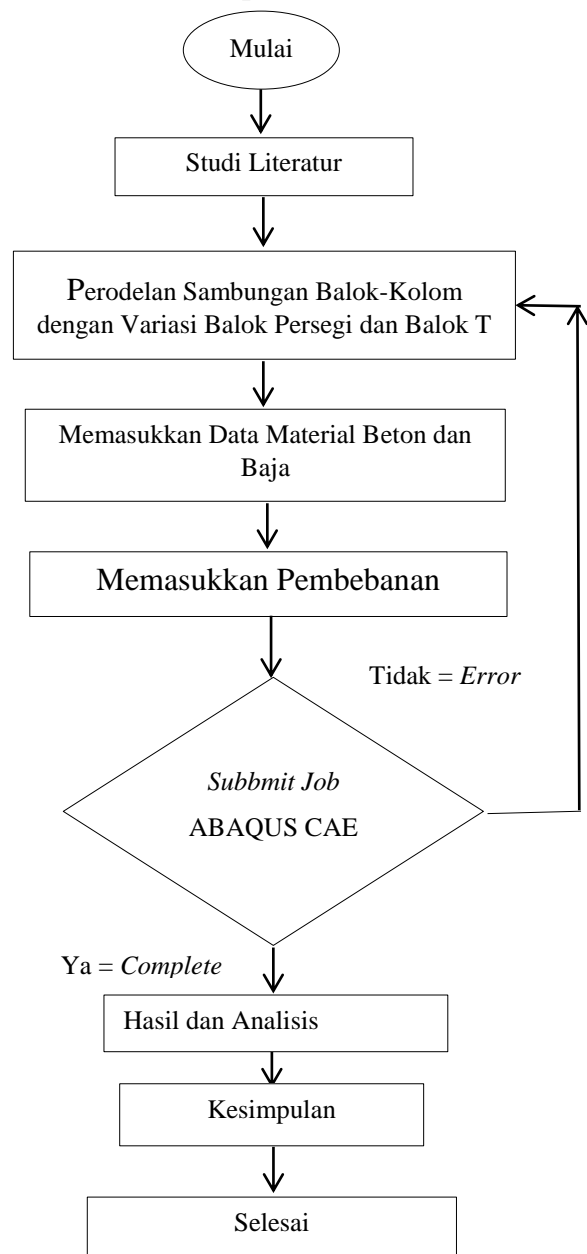 Mulai
Studi Literatur
Perodelan Sambungan Balok-Kolom
dengan Variasi Balok Persegi dan Balok T
Memasukkan Data Material Beton dan
Baja
Memasukkan Pembebanan
Tidak = Error
Subbmit Job
ABAQUS CAE
Ya = Complete
Hasil dan Analisis
Kesimpulan
Selesai